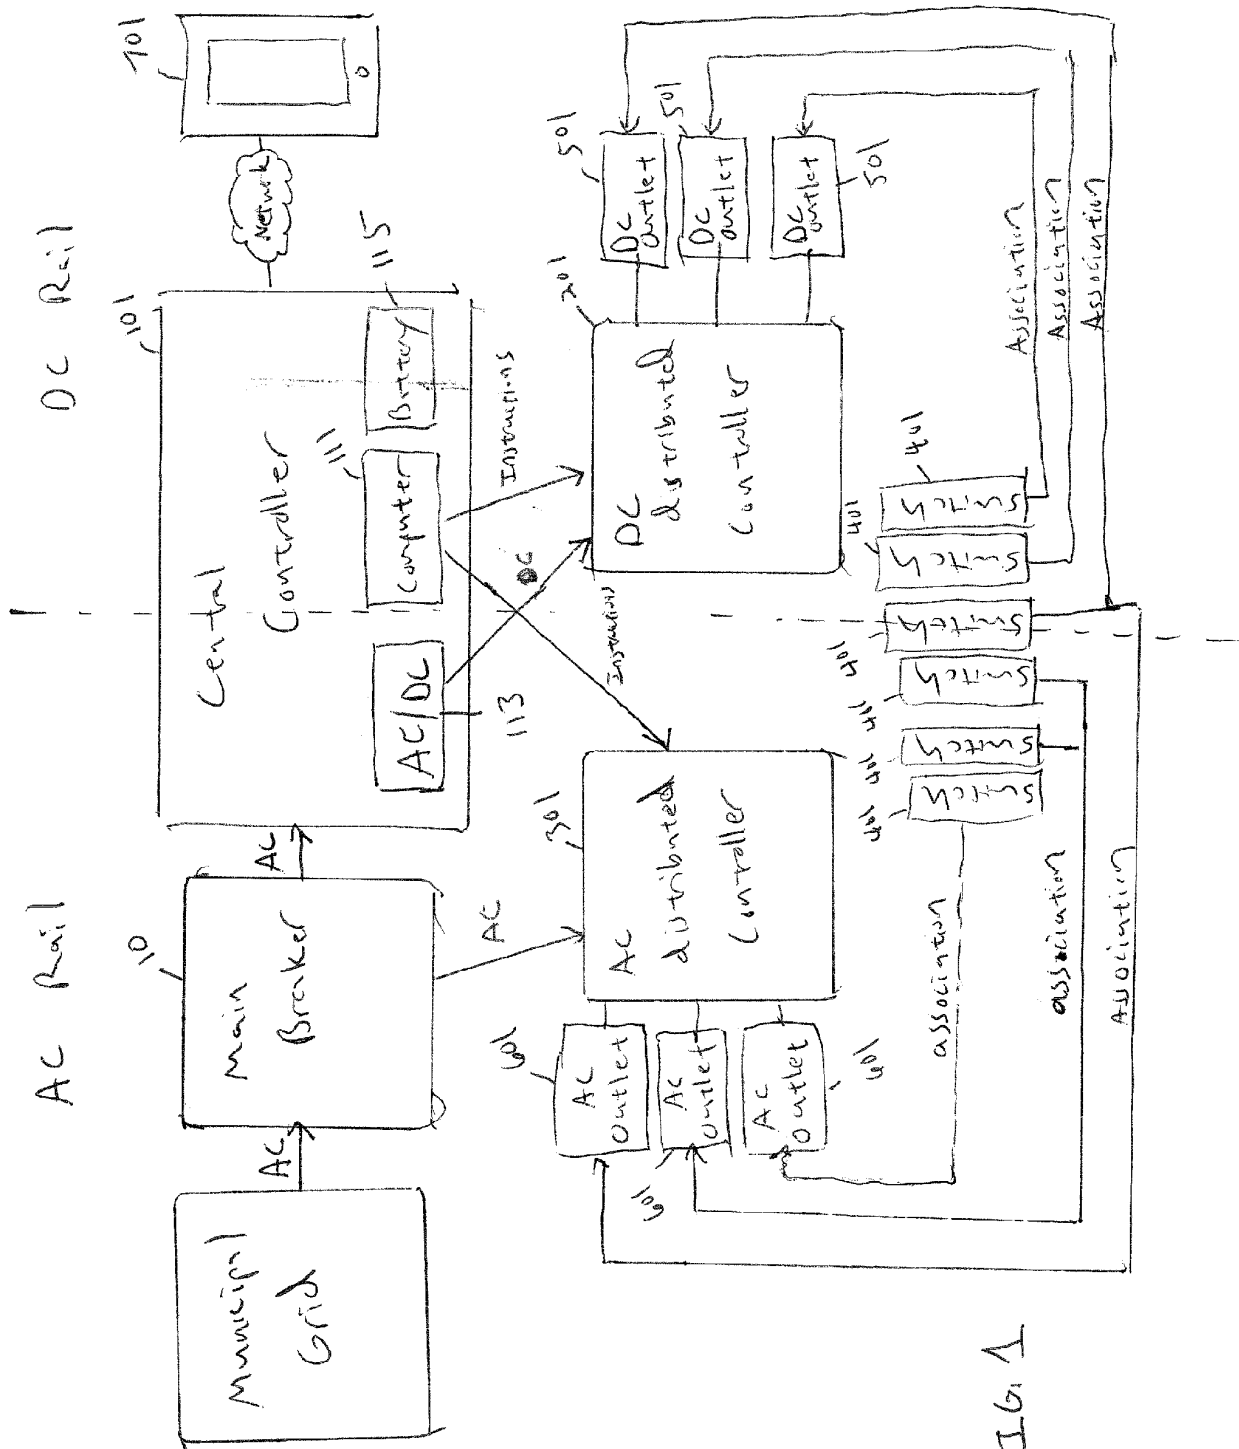 AC Rail
DC Rail
Municipal
Grid
AC
Main
Braker
10
AC
AC
Central
Controller
101
AC/DC
113
Computer
111
Battery
115
Network
701
Instructions
DC
Instructions
AC
distributed
Controller
301
DC
distributed
Controller
201
AC
Outlet
601
AC
Outlet
601
AC
Outlet
601
DC
Outlet
501
DC
Outlet
501
DC
Outlet
501
Switch
401
Switch
401
Switch
401
Switch
401
Switch
401
Switch
401
association
association
Association
Association
Association
Association
IG. 1